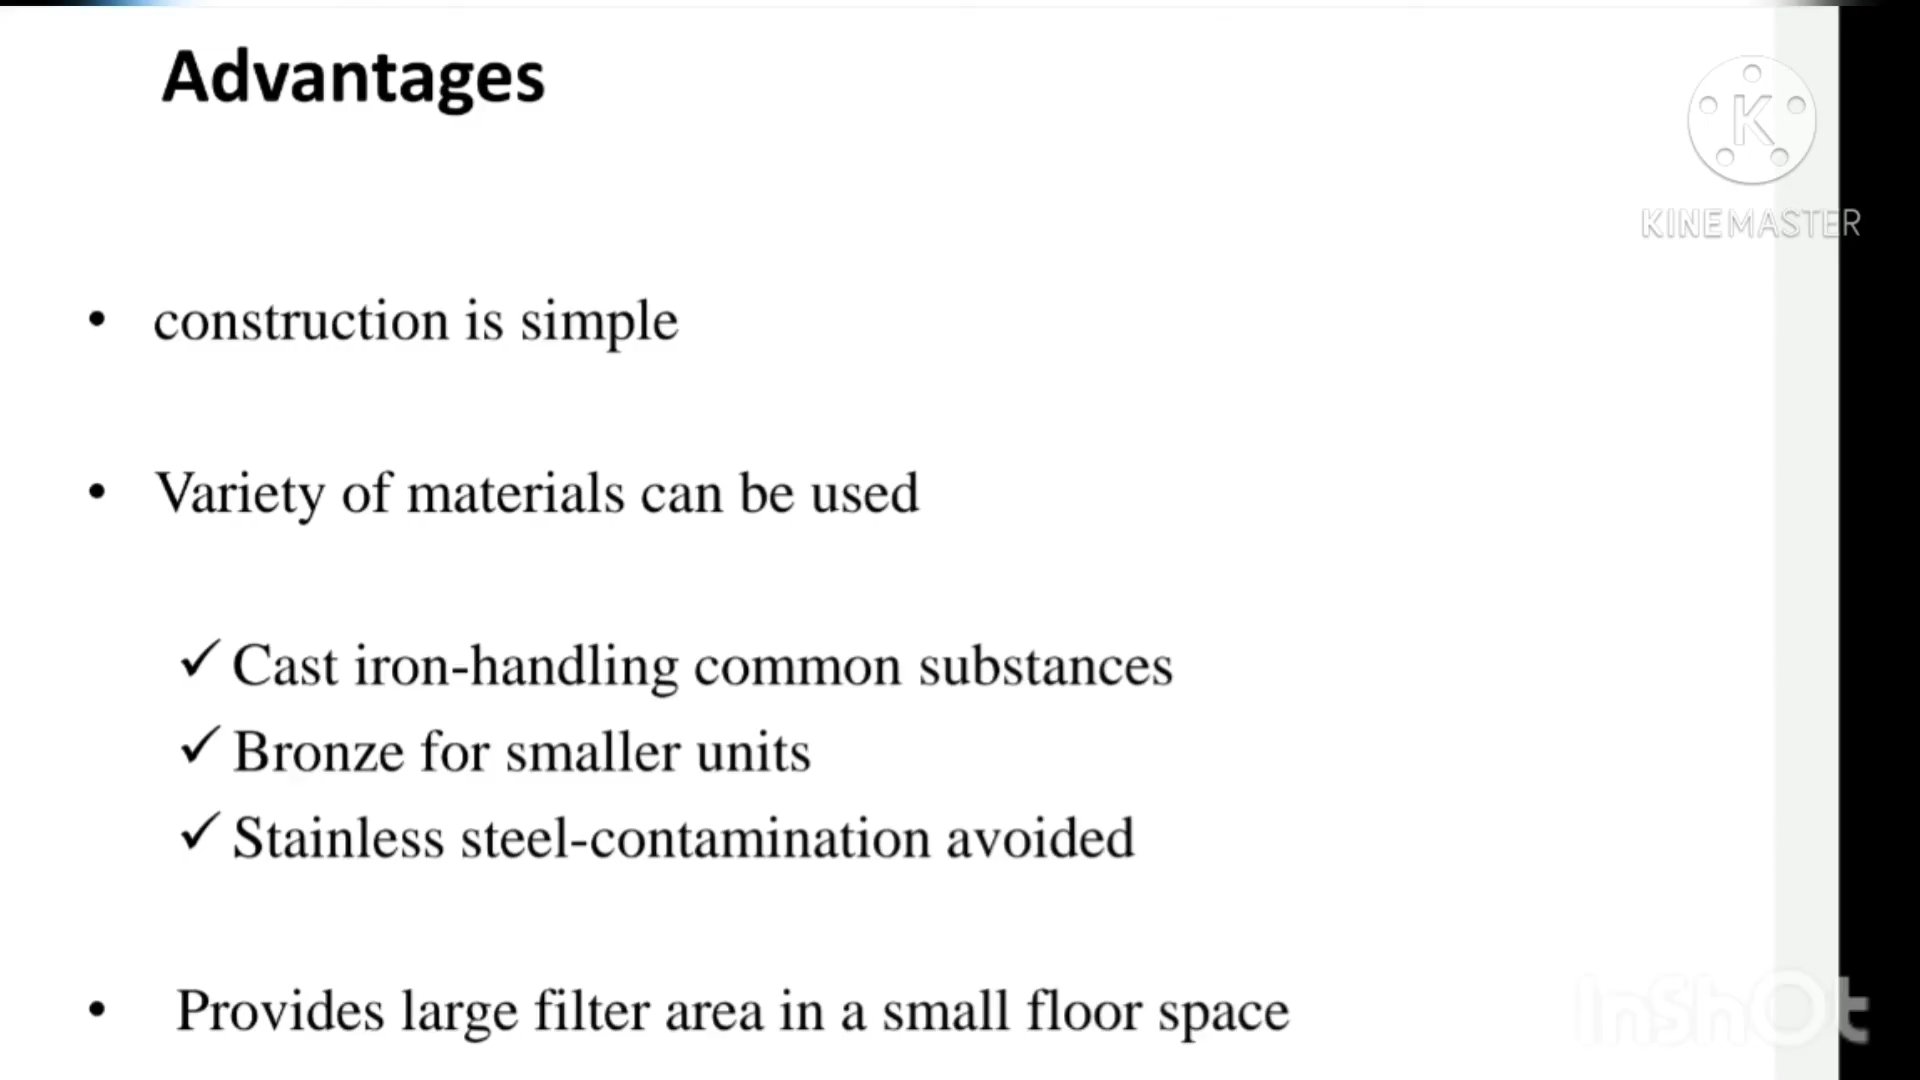 Advantages
K
KINEMASTER
• construction is simple
• Variety of materials can be used
✓ Cast iron-handling common substances
✓ Bronze for smaller units
✓ Stainless steel-contamination avoided
• Provides large filter area in a small floor space
InShOt